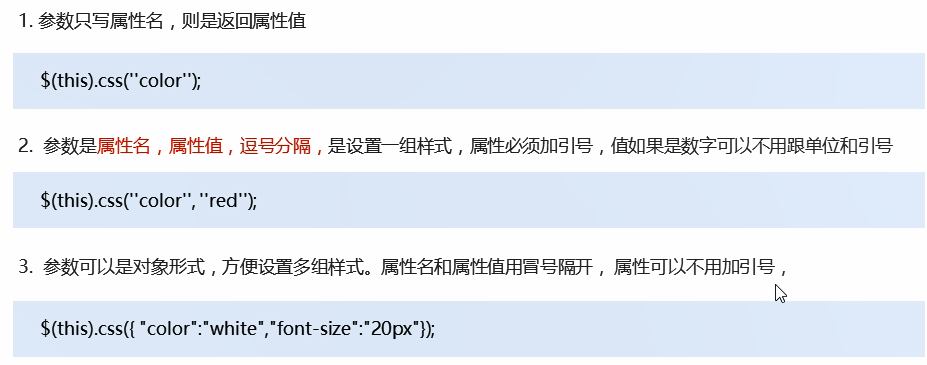 1. 参数只写属性名，则是返回属性值
$(this).css(''color'');
2. 参数是属性名，属性值，逗号分隔，是设置一组样式，属性必须加引号，值如果是数字可以不用跟单位和引号
$(this).css(''color'', ''red'');
3. 参数可以是对象形式，方便设置多组样式。属性名和属性值用冒号隔开， 属性可以不用加引号，
$(this).css({ "color":"white","font-size":"20px"});